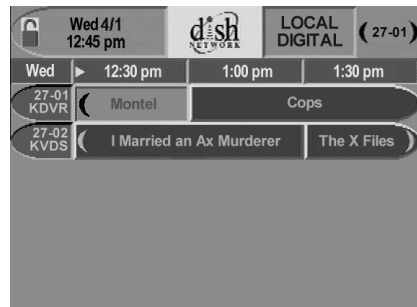 Wed 4/1
12:45 pm
dish
NETWORK
LOCAL
DIGITAL
(27-01)
Wed 12:30 pm 1:00 pm 1:30 pm
27-01
KDVR
Montel
Cops
27-02
KVDS
I Married an Ax Murderer
The X Files